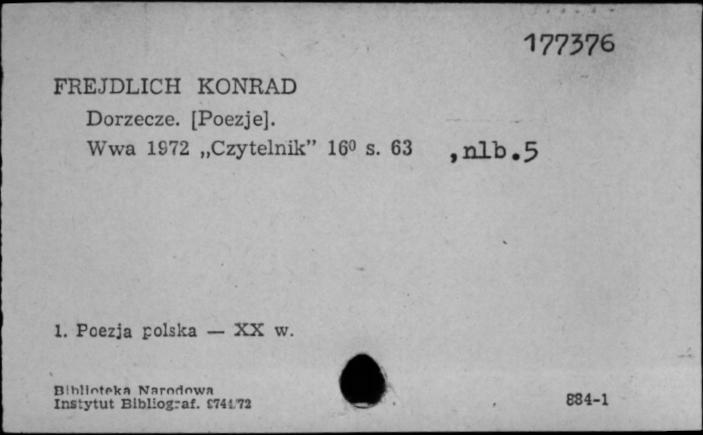 177376
FREJDLICH KONRAD
Dorzecze. [Poezje].
Wwa 1972 „Czytelnik” 16⁰ s. 63 , nlb.5
1. Poezja polska — XX w.
Biblioteka Narodowa
Instytut Bibliograf.
884-1